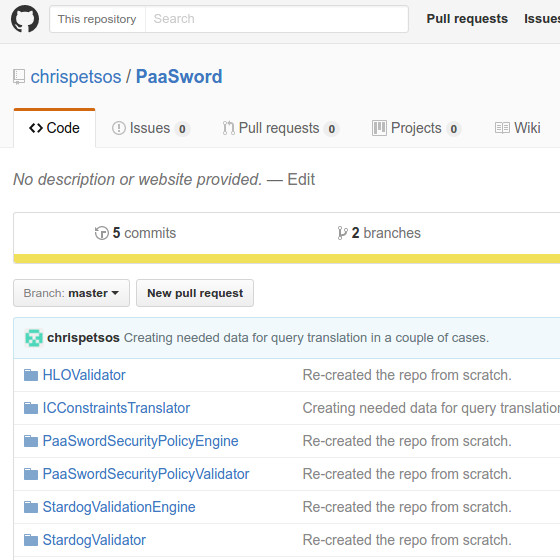 This repository Search Pull requests Issues
chrispetsos / PaaSword
Code Issues 0 Pull requests 0 Projects 0 Wiki
No description or website provided. — Edit
5 commits 2 branches
Branch: master New pull request
chrispetsos Creating needed data for query translation in a couple of cases.
HLOValidator Re-created the repo from scratch.
ICConstraintsTranslator Creating needed data for query translation
PaaSwordSecurityPolicyEngine Re-created the repo from scratch.
PaaSwordSecurityPolicyValidator Re-created the repo from scratch.
StardogValidationEngine Re-created the repo from scratch.
StardogValidator Re-created the repo from scratch.